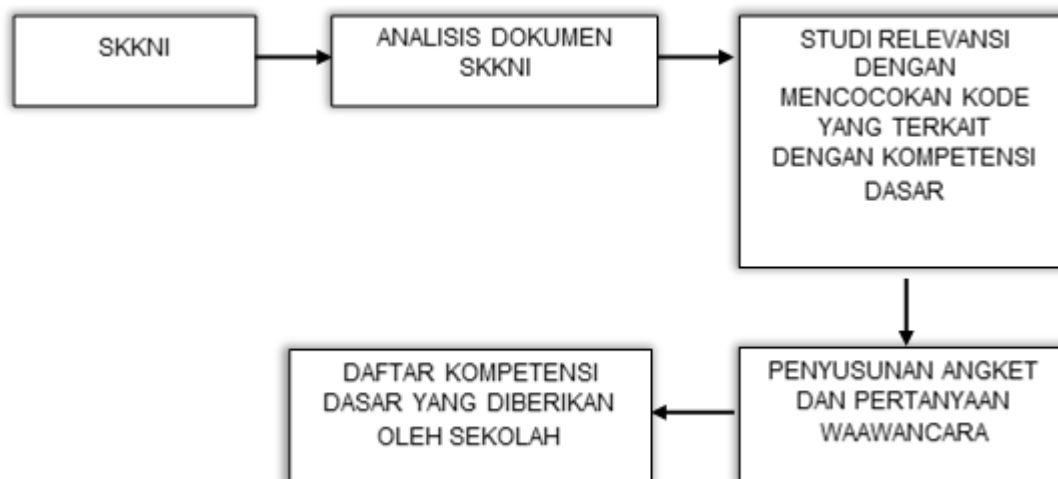 SKKNI
ANALISIS DOKUMEN
SKKNI
STUDI RELEVANSI
DENGAN
MENCOCOKAN KODE
YANG TERKAIT
DENGAN KOMPETENSI
DASAR
PENYUSUNAN ANGKET
DAN PERTANYAAN
WAAWANCARA
DAFTAR KOMPETENSI
DASAR YANG DIBERIKAN
OLEH SEKOLAH